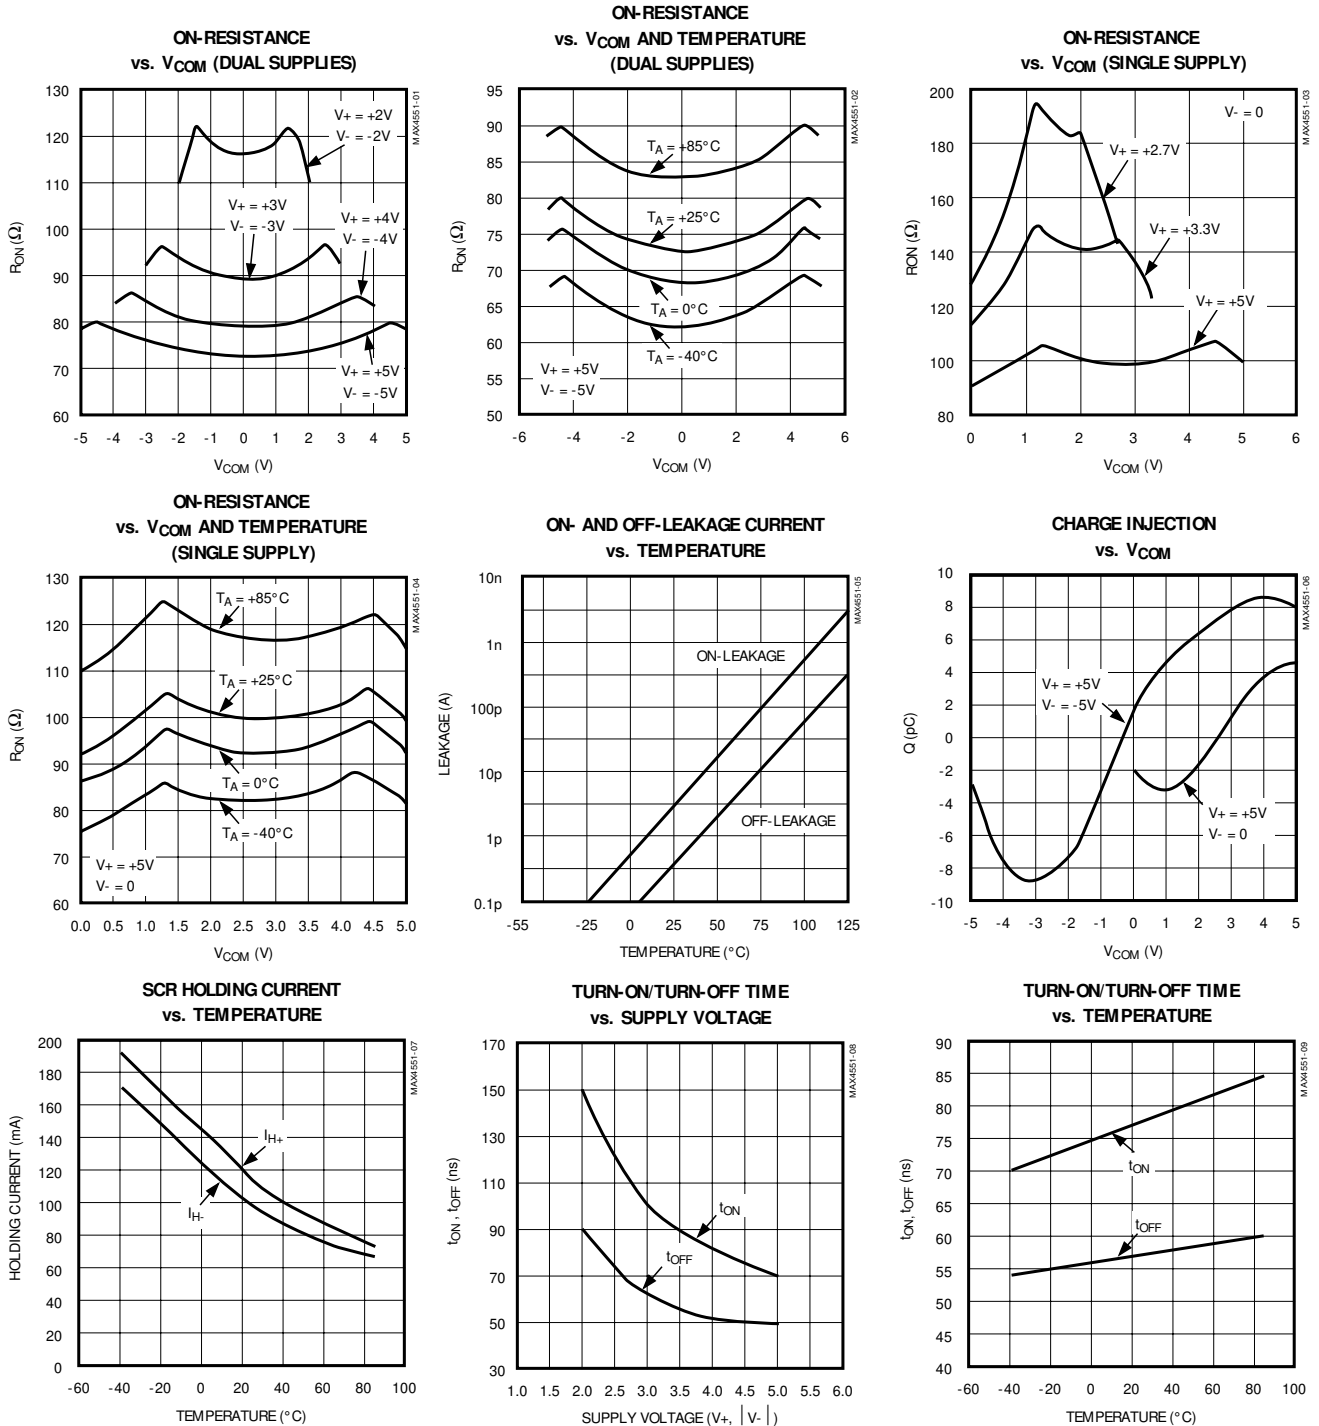 ON-RESISTANCE
vs. VCOM (DUAL SUPPLIES)
130
120
110
100
90
80
70
60
RON (Ω)
-5 -4 -3 -2 -1 0 1 2 3 4 5
VCOM (V)
V+ = +2V
V- = -2V
V+ = +3V
V- = -3V
V+ = +4V
V- = -4V
V+ = +5V
V- = -5V
MAX4551-01
ON-RESISTANCE
vs. VCOM AND TEMPERATURE
(DUAL SUPPLIES)
95
90
85
80
75
70
65
60
55
50
RON (Ω)
-6 -4 -2 0 2 4 6
VCOM (V)
TA = +85°C
TA = +25°C
TA = 0°C
TA = -40°C
V+ = +5V
V- = -5V
MAX4551-02
ON-RESISTANCE
vs. VCOM (SINGLE SUPPLY)
200
180
160
140
120
100
80
RON (Ω)
0 1 2 3 4 5 6
VCOM (V)
V- = 0
V+ = +2.7V
V+ = +3.3V
V+ = +5V
MAX4551-03
ON-RESISTANCE
vs. VCOM AND TEMPERATURE
(SINGLE SUPPLY)
130
120
110
100
90
80
70
60
RON (Ω)
0.0 0.5 1.0 1.5 2.0 2.5 3.0 3.5 4.0 4.5 5.0
VCOM (V)
TA = +85°C
TA = +25°C
TA = 0°C
TA = -40°C
V+ = +5V
V- = 0
MAX4551-04
ON- AND OFF-LEAKAGE CURRENT
vs. TEMPERATURE
10n
1n
100p
10p
1p
0.1p
LEAKAGE (A)
-55 -25 0 25 50 75 100 125
TEMPERATURE (°C)
ON-LEAKAGE
OFF-LEAKAGE
MAX4551-05
CHARGE INJECTION
vs. VCOM
10
8
6
4
2
0
-2
-4
-6
-8
-10
Q (pC)
-5 -4 -3 -2 -1 0 1 2 3 4 5
VCOM (V)
V+ = +5V
V- = -5V
V+ = +5V
V- = 0
MAX4551-06
SCR HOLDING CURRENT
vs. TEMPERATURE
200
180
160
140
120
100
80
60
40
20
0
HOLDING CURRENT (mA)
-60 -40 -20 0 20 40 60 80 100
TEMPERATURE (°C)
IH+
IH-
MAX4551-07
TURN-ON/TURN-OFF TIME
vs. SUPPLY VOLTAGE
170
150
130
110
90
70
50
30
tON, tOFF (ns)
1.0 1.5 2.0 2.5 3.0 3.5 4.0 4.5 5.0 5.5 6.0
SUPPLY VOLTAGE (V+, |V-|)
tON
tOFF
MAX4551-08
TURN-ON/TURN-OFF TIME
vs. TEMPERATURE
90
85
80
75
70
65
60
55
50
45
40
tON, tOFF (ns)
-60 -40 -20 0 20 40 60 80 100
TEMPERATURE (°C)
tON
tOFF
MAX4551-09